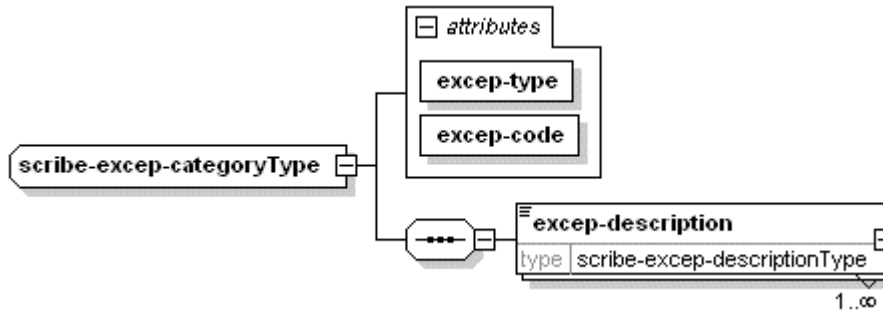 attributes
excep-type
excep-code
scribe-excep-categoryType
excep-description
type scribe-excep-descriptionType
1..∞